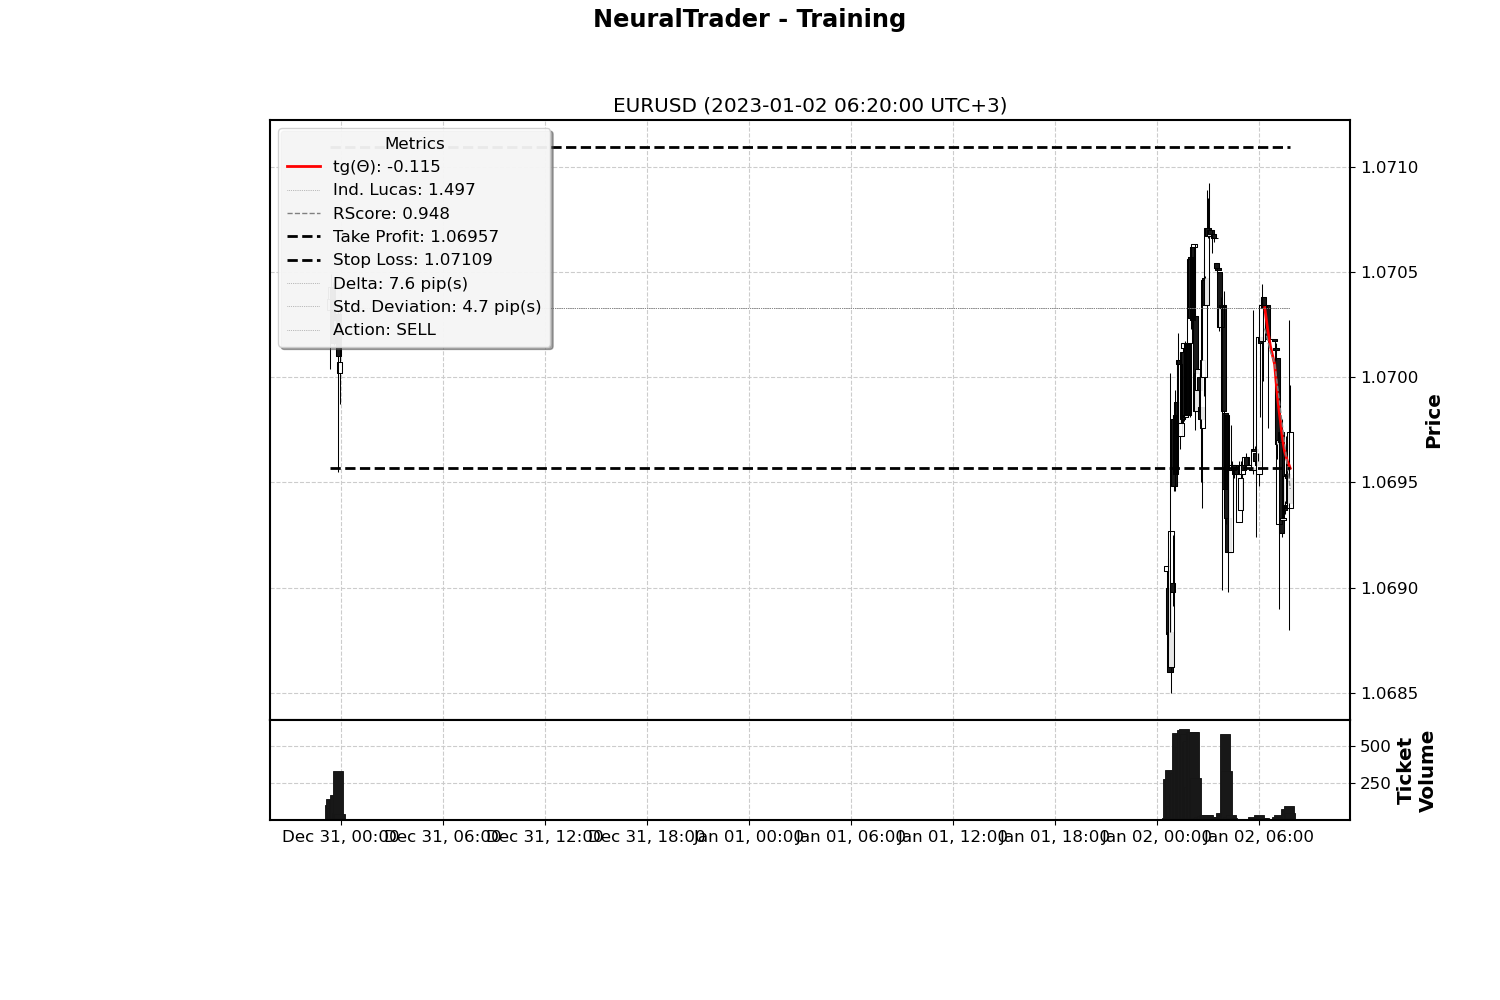 NeuralTrader - Training
EURUSD (2023-01-02 06:20:00 UTC+3)
Metrics
tg(Θ): -0.115
Ind. Lucas: 1.497
RScore: 0.948
Take Profit: 1.06957
Stop Loss: 1.07109
Delta: 7.6 pip(s)
Std. Deviation: 4.7 pip(s)
Action: SELL
1.0710
1.0705
1.0700
1.0695
1.0690
1.0685
Price
500
250
Ticket
Volume
Dec 31, 00:00
Dec 31, 06:00
Dec 31, 12:00
Dec 31, 18:00
Jan 01, 00:00
Jan 01, 06:00
Jan 01, 12:00
Jan 01, 18:00
Jan 02, 00:00
Jan 02, 06:00